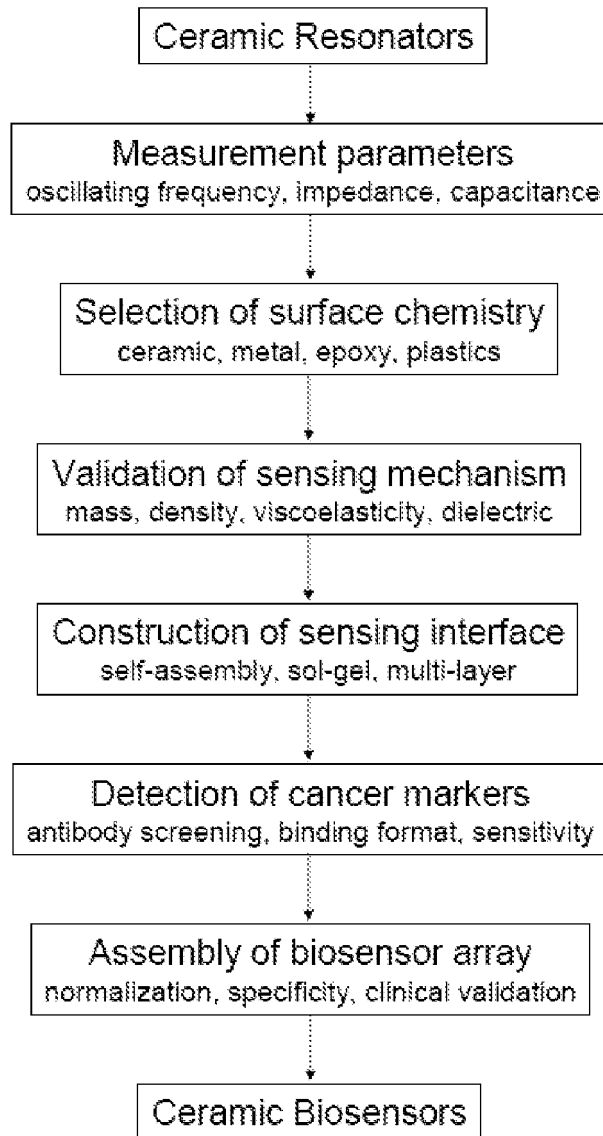 Ceramic Resonators
Measurement parameters
oscillating frequency, impedance, capacitance
Selection of surface chemistry
ceramic, metal, epoxy, plastics
Validation of sensing mechanism
mass, density, viscoelasticity, dielectric
Construction of sensing interface
self-assembly, sol-gel, multi-layer
Detection of cancer markers
antibody screening, binding format, sensitivity
Assembly of biosensor array
normalization, specificity, clinical validation
Ceramic Biosensors